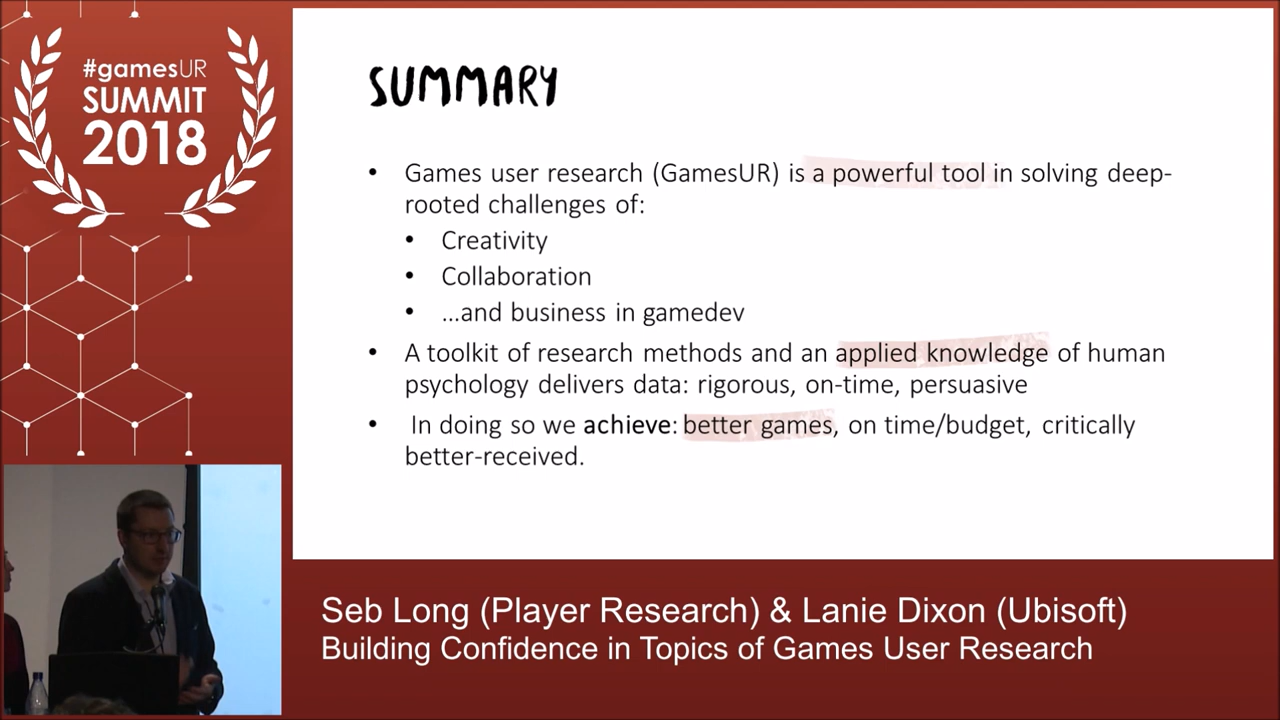 #gamesUR
SUMMIT
2018
SUMMARY
• Games user research (GamesUR) is a powerful tool in solving deep-
rooted challenges of:
• Creativity
• Collaboration
• …and business in gamedev
• A toolkit of research methods and an applied knowledge of human
psychology delivers data: rigorous, on-time, persuasive
• In doing so we achieve: better games, on time/budget, critically
better-received.
Seb Long (Player Research) & Lanie Dixon (Ubisoft)
Building Confidence in Topics of Games User Research